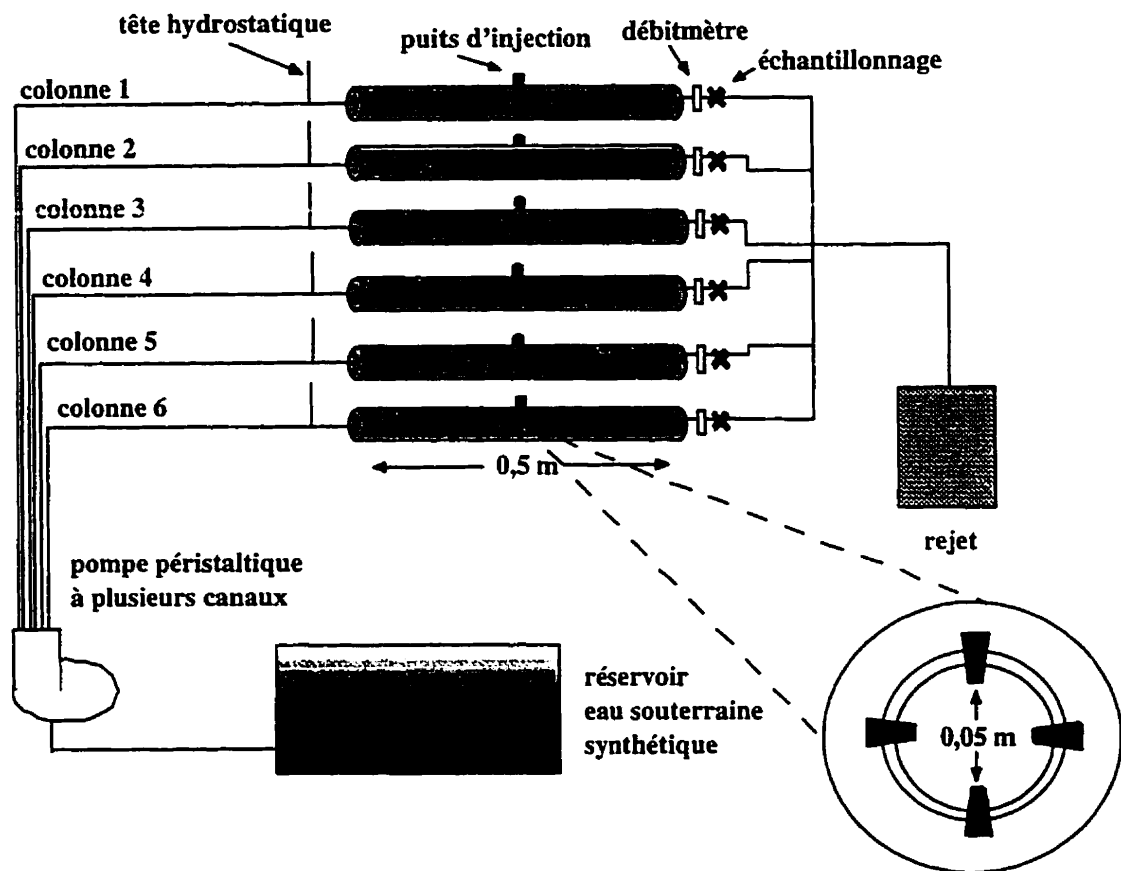 tête hydrostatique
puits d'injection
débitmètre
échantillonnage
colonne 1
colonne 2
colonne 3
colonne 4
colonne 5
colonne 6
0,5 m
rejet
pompe péristaltique
à plusieurs canaux
réservoir
eau souterraine
synthétique
0,05 m